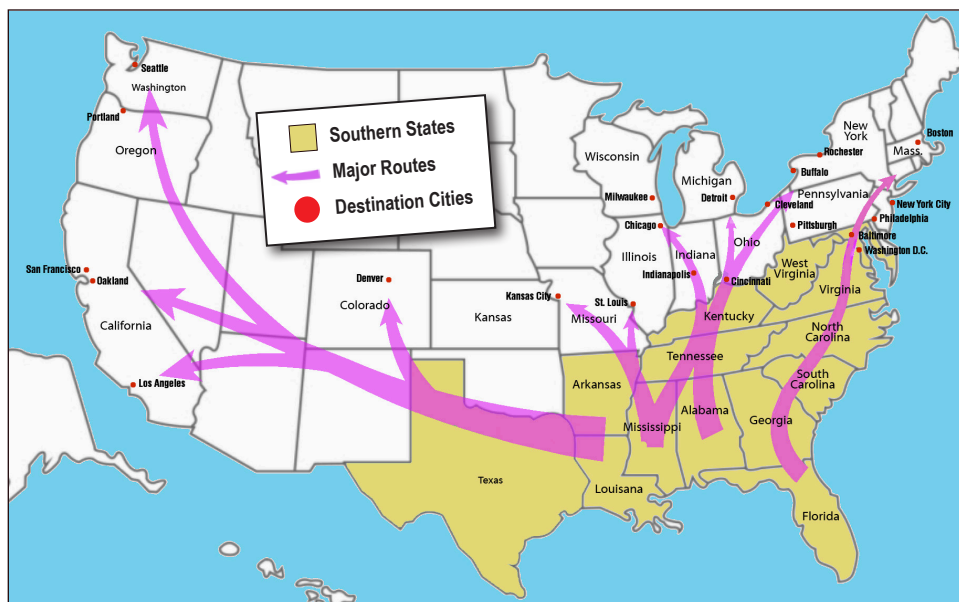 Southern States
Major Routes
Destination Cities
Seattle
Washington
Portland
Oregon
San Francisco
Oakland
California
Los Angeles
Denver
Colorado
Kansas
Kansas City
Missouri
St. Louis
Wisconsin
Milwaukee
Chicago
Illinois
Indiana
Indianapolis
Michigan
Detroit
Ohio
Cleveland
Cincinnati
New
York
Rochester
Buffalo
Mass.
Boston
Pennsylvania
New York City
Philadelphia
Pittsburgh
Baltimore
Washington D.C.
West
Virginia
Virginia
Kentucky
North
Carolina
Tennessee
South
Carolina
Arkansas
Mississippi
Alabama
Georgia
Texas
Louisana
Florida